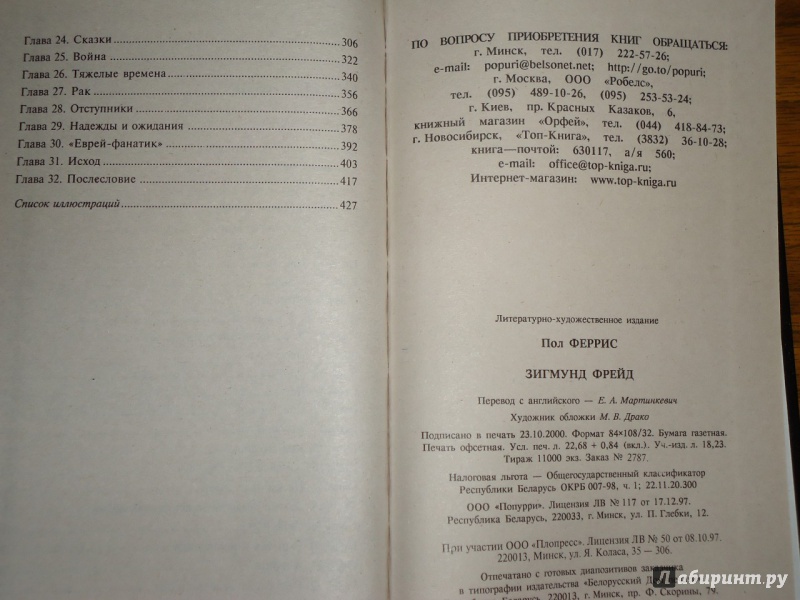 Глава 24. Сказки 306
Глава 25. Война 322
Глава 26. Тяжелые времена 340
Глава 27. Рак 356
Глава 28. Отступники 366
Глава 29. Надежды и ожидания 378
Глава 30. «Еврей-фанатик» 392
Глава 31. Исход 403
Глава 32. Послесловие 417
Список иллюстраций 427
ПО ВОПРОСУ ПРИОБРЕТЕНИЯ КНИГ ОБРАЩАТЬСЯ:
г. Минск, тел. (017) 222-57-26;
e-mail: popuri@belsonet.net; http://go.to/popuri;
г. Москва, ООО «Робелс»,
тел. (095) 489-10-26, (095) 253-53-24;
г. Киев, пр. Красных Казаков, 6,
книжный магазин «Орфей», тел. (044) 418-84-73;
г. Новосибирск, «Топ-Книга», тел. (3832) 36-10-28;
книга—почтой: 630117, а/я 560;
e-mail: office@top-kniga.ru;
Интернет-магазин: www.top-kniga.ru
Литературно-художественное издание
Пол ФЕРРИС
ЗИГМУНД ФРЕЙД
Перевод с английского — Е. А. Мартинкевич
Художник обложки М. В. Драко
Подписано в печать 23.10.2000. Формат 84×108/32. Бумага газетная.
Печать офсетная. Усл. печ. л. 22,68 + 0,84 (вкл.). Уч.-изд. л. 18,23.
Тираж 11000 экз. Заказ № 2787.
Налоговая льгота — Общегосударственный классификатор
Республики Беларусь ОКРБ 007-98, ч. 1; 22.11.20.300
ООО «Попурри». Лицензия ЛВ № 117 от 17.12.97.
Республика Беларусь, 220033, г. Минск, ул. П. Глебки, 12.
При участии ООО «Плопресс». Лицензия ЛВ № 50 от 08.10.97.
220013, Минск, ул. Я. Коласа, 35 — 306.
Отпечатано с готовых диапозитивов заказчика
в типографии издательства «Белорусский
Республика Беларусь, 220013, г. Минск, пр. Ф. Скорины, 79.
Лабиринт.ру